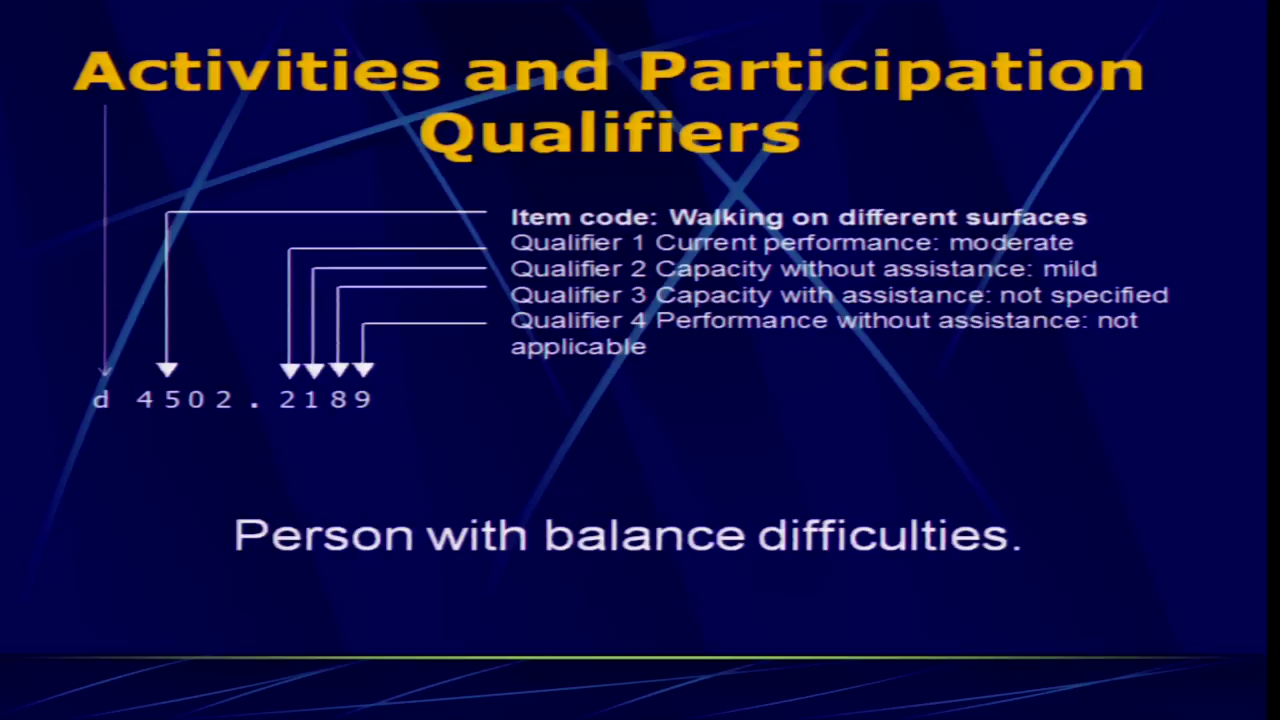 Activities and Participation
Qualifiers
Item code: Walking on different surfaces
Qualifier 1 Current performance: moderate
Qualifier 2 Capacity without assistance: mild
Qualifier 3 Capacity with assistance: not specified
Qualifier 4 Performance without assistance: not
applicable
d 4502 . 2189
Person with balance difficulties.